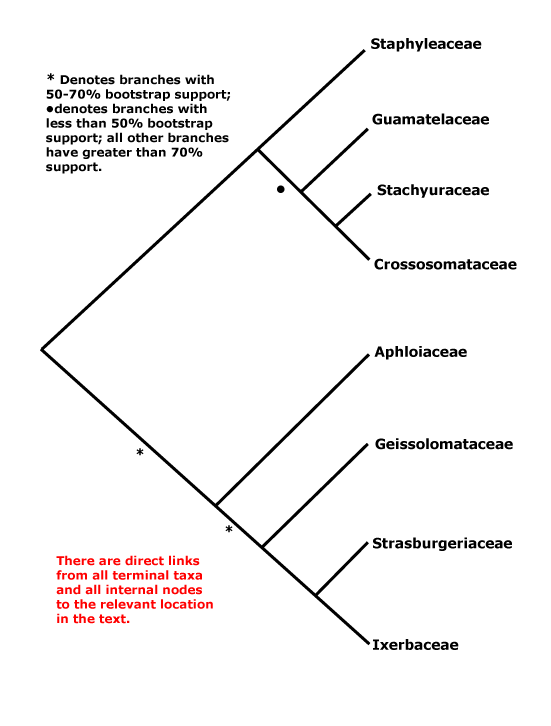 Staphyleaceae
* Denotes branches with
50-70% bootstrap support;
●denotes branches with
less than 50% bootstrap
support; all other branches
have greater than 70%
support.
Guamatelaceae
●
Stachyuraceae
Crossosomataceae
Aphloiaceae
Geissolomataceae
*
*
Strasburgeriaceae
There are direct links
from all terminal taxa
and all internal nodes
to the relevant location
in the text.
Ixerbaceae